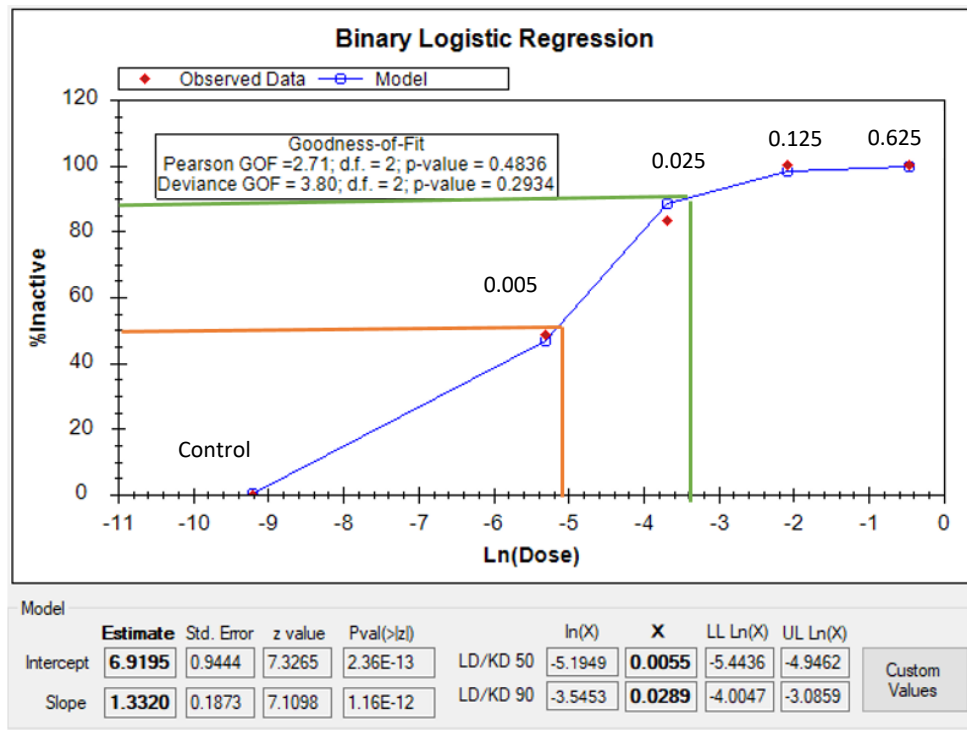 Binary Logistic Regression
Observed Data Model
120
Goodness-of-Fit
Pearson GOF =2.71; d.f. = 2; p-value = 0.4836
Deviance GOF = 3.80; d.f. = 2; p-value = 0.2934
0.125 0.625
0.025
100
80
0.005
60
%Inactive
40
20
Control
0
-11 -10 -9 -8 -7 -6 -5 -4 -3 -2 -1 0
Ln(Dose)
Model
Estimate Std. Error z value Pval(>|z|)
Intercept 6.9195 0.9444 7.3265 2.36E-13
Slope 1.3320 0.1873 7.1098 1.16E-12
ln(X) X LL Ln(X) UL Ln(X)
LD/KD 50 -5.1949 0.0055 -5.4436 -4.9462
LD/KD 90 -3.5453 0.0289 -4.0047 -3.0859
Custom
Values